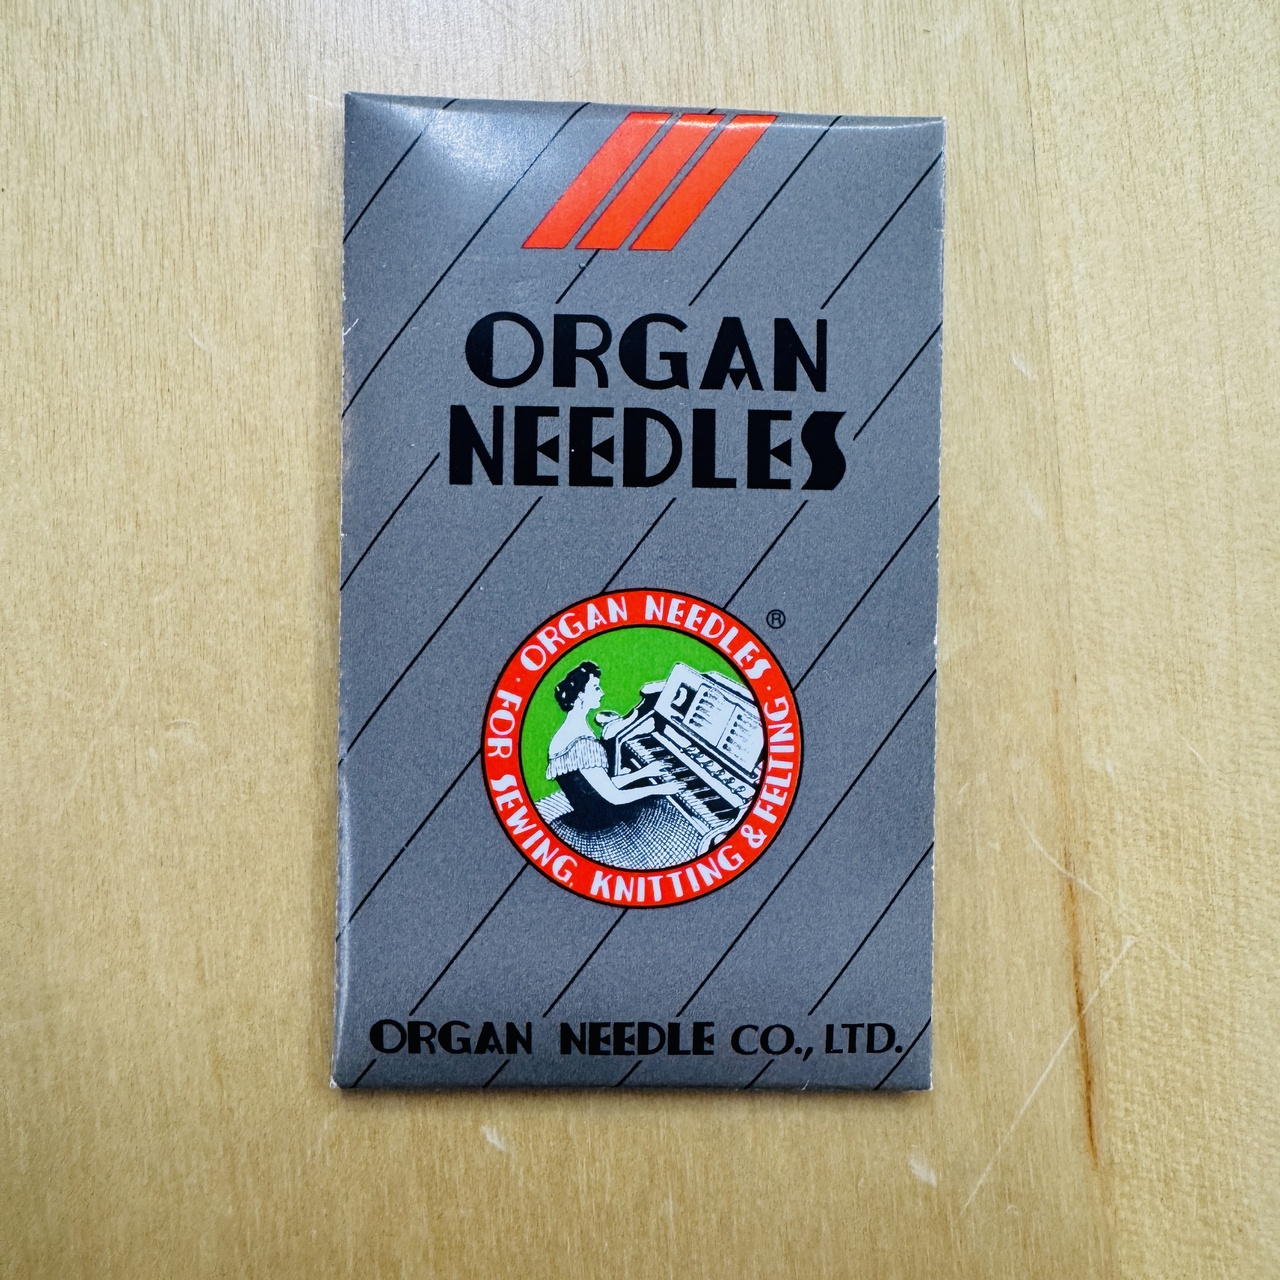 ORGAN
NEEDLES
®
· ORGAN NEEDLES ·
FOR SEWING, KNITTING & FELTING
ORGAN NEEDLE CO., LTD.